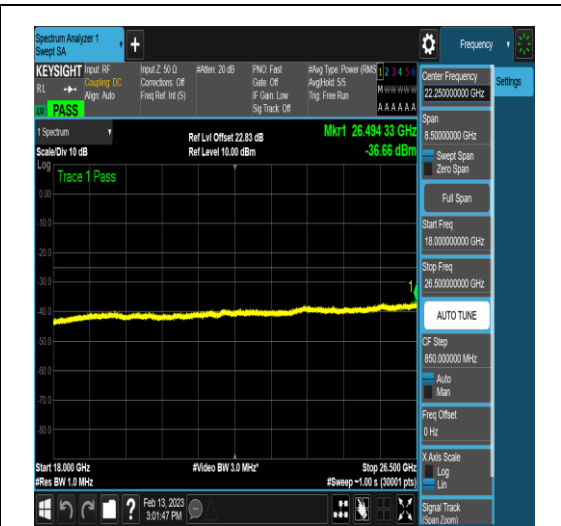 Spectrum Analyzer 1
Swept SA
Frequency
KEYSIGHT
RL
Input: RF
Coupling: DC
Align: Auto
Input Z: 50 Ω
Corrections: Off
Freq Ref: Int (S)
#Atten: 20 dB
PNO: Fast
Gate: Off
IF Gain: Low
Sig Track: Off
#Avg Type: Power (RMS
Avg|Hold: 5/5
Trig: Free Run
1 2 3 4 5 6
M W W W W W
A A A A A A
PASS
1 Spectrum
Scale/Div 10 dB
Ref Lvl Offset 22.83 dB
Ref Level 10.00 dBm
Mkr1 26.494 33 GHz
-36.66 dBm
Log
Trace 1 Pass
0.00
-10.0
-20.0
-30.0
-40.0
-50.0
-60.0
-70.0
-80.0
1
Start 18.000 GHz
#Res BW 1.0 MHz
#Video BW 3.0 MHz*
Stop 26.500 GHz
#Sweep ~1.00 s (30001 pts)
Feb 13, 2023
3:01:47 PM
Settings
Center Frequency
22.250000000 GHz
Span
8.50000000 GHz
Swept Span
Zero Span
Full Span
Start Freq
18.000000000 GHz
Stop Freq
26.500000000 GHz
AUTO TUNE
CF Step
850.000000 MHz
Auto
Man
Freq Offset
0 Hz
X Axis Scale
Log
Lin
Signal Track
(Span Zoom)